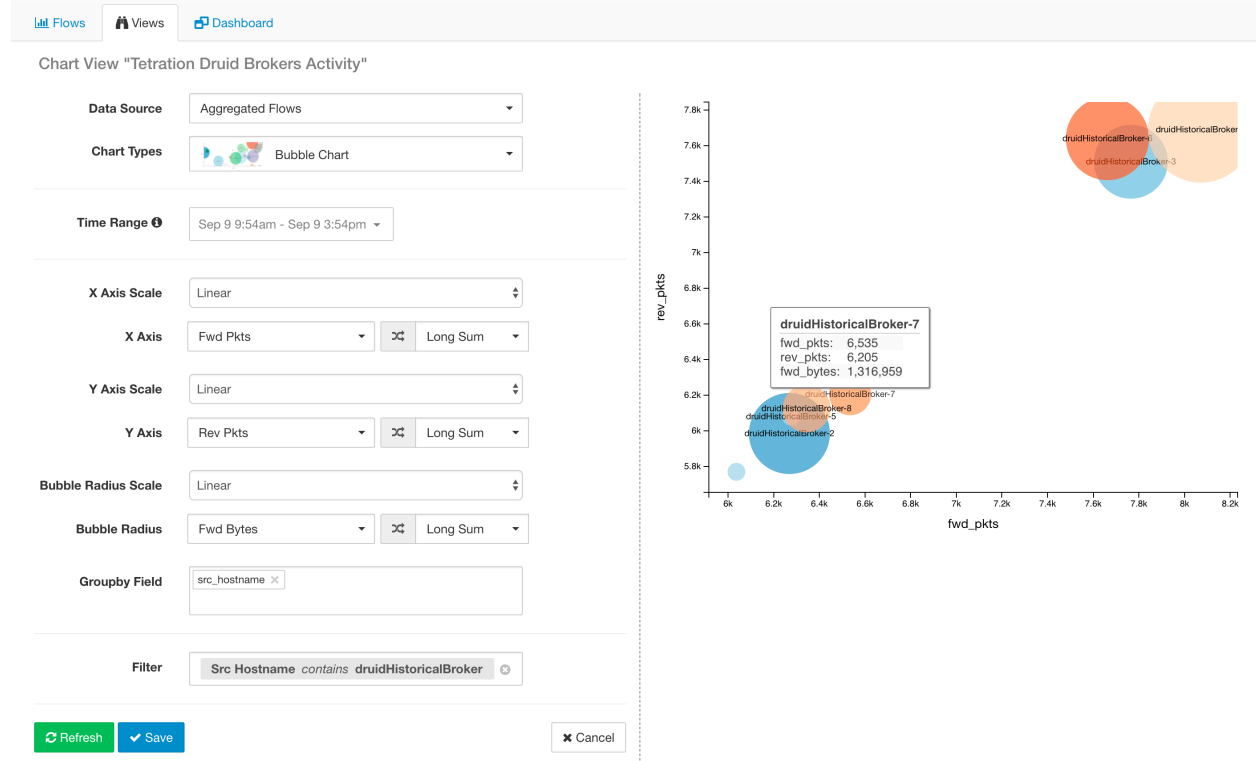 Flows Views Dashboard
Chart View "Tetration Druid Brokers Activity"
Data Source Aggregated Flows
Chart Types Bubble Chart
Time Range Sep 9 9:54am - Sep 9 3:54pm
X Axis Scale Linear
X Axis Fwd Pkts Long Sum
Y Axis Scale Linear
Y Axis Rev Pkts Long Sum
Bubble Radius Scale Linear
Bubble Radius Fwd Bytes Long Sum
Groupby Field src_hostname
Filter Src Hostname contains druidHistoricalBroker
Refresh Save Cancel
7.8k
7.6k
7.4k
7.2k
7k
6.8k
6.6k
6.4k
6.2k
6k
5.8k
rev_pkts
druidHistoricalBroker
druidHistoricalBroker-6
druidHistoricalBroker-3
druidHistoricalBroker-7
fwd_pkts: 6,535
rev_pkts: 6,205
fwd_bytes: 1,316,959
druidHistoricalBroker-7
druidHistoricalBroker-8
druidHistoricalBroker-5
druidHistoricalBroker-2
6k 6.2k 6.4k 6.6k 6.8k 7k 7.2k 7.4k 7.6k 7.8k 8k 8.2k
fwd_pkts